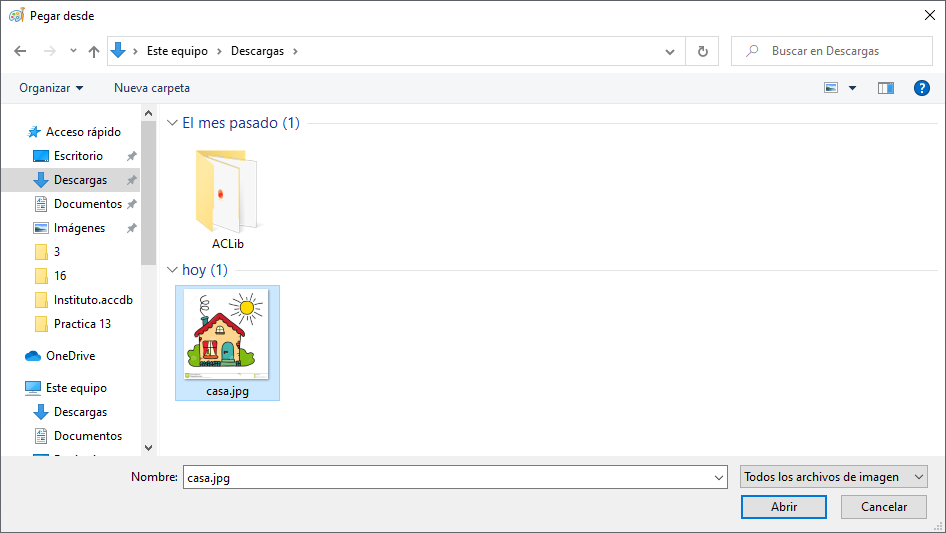 Pegar desde
Este equipo
Descargas
Buscar en Descargas
Organizar
Nueva carpeta
?
Acceso rápido
Escritorio
Descargas
Documentos
Imágenes
3
16
Instituto.accdb
Practica 13
OneDrive
Este equipo
Descargas
Documentos
El mes pasado (1)
ACLib
hoy (1)
casa.jpg
Nombre:
casa.jpg
Todos los archivos de imagen
Abrir
Cancelar